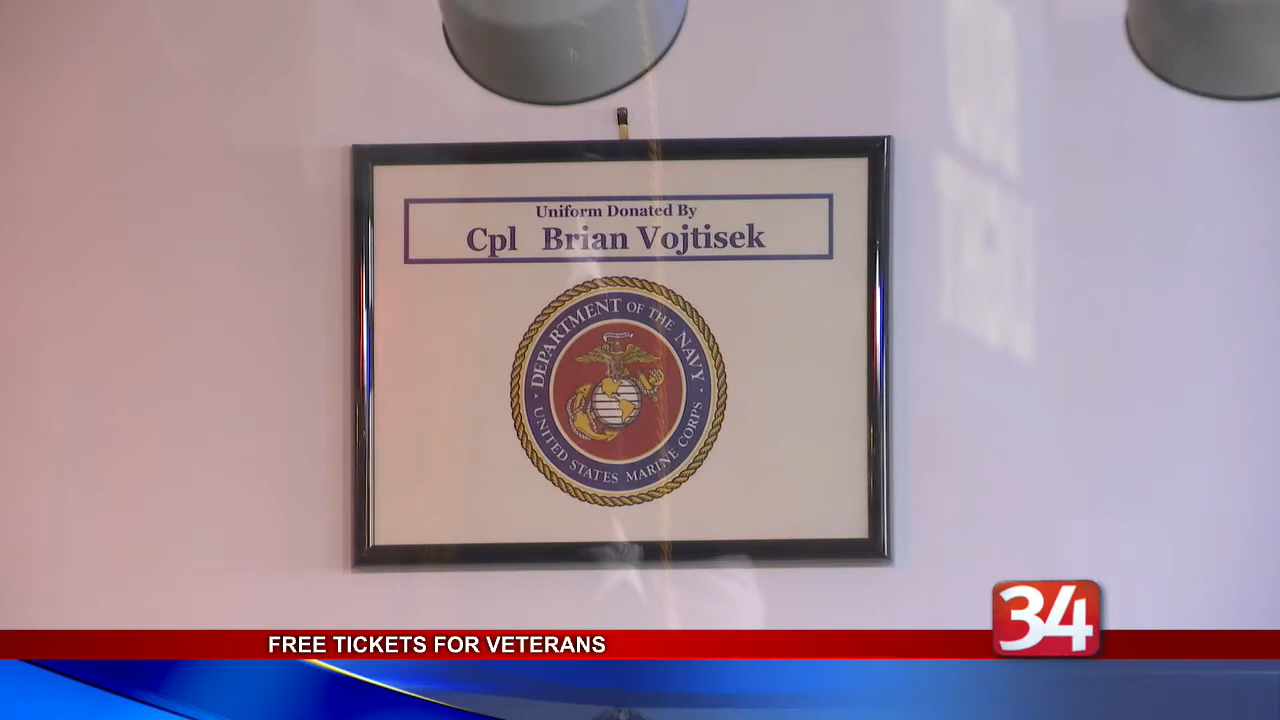 Uniform Donated By
Cpl Brian Vojtisek
DEPARTMENT OF THE NAVY
UNITED STATES MARINE CORPS
34
FREE TICKETS FOR VETERANS